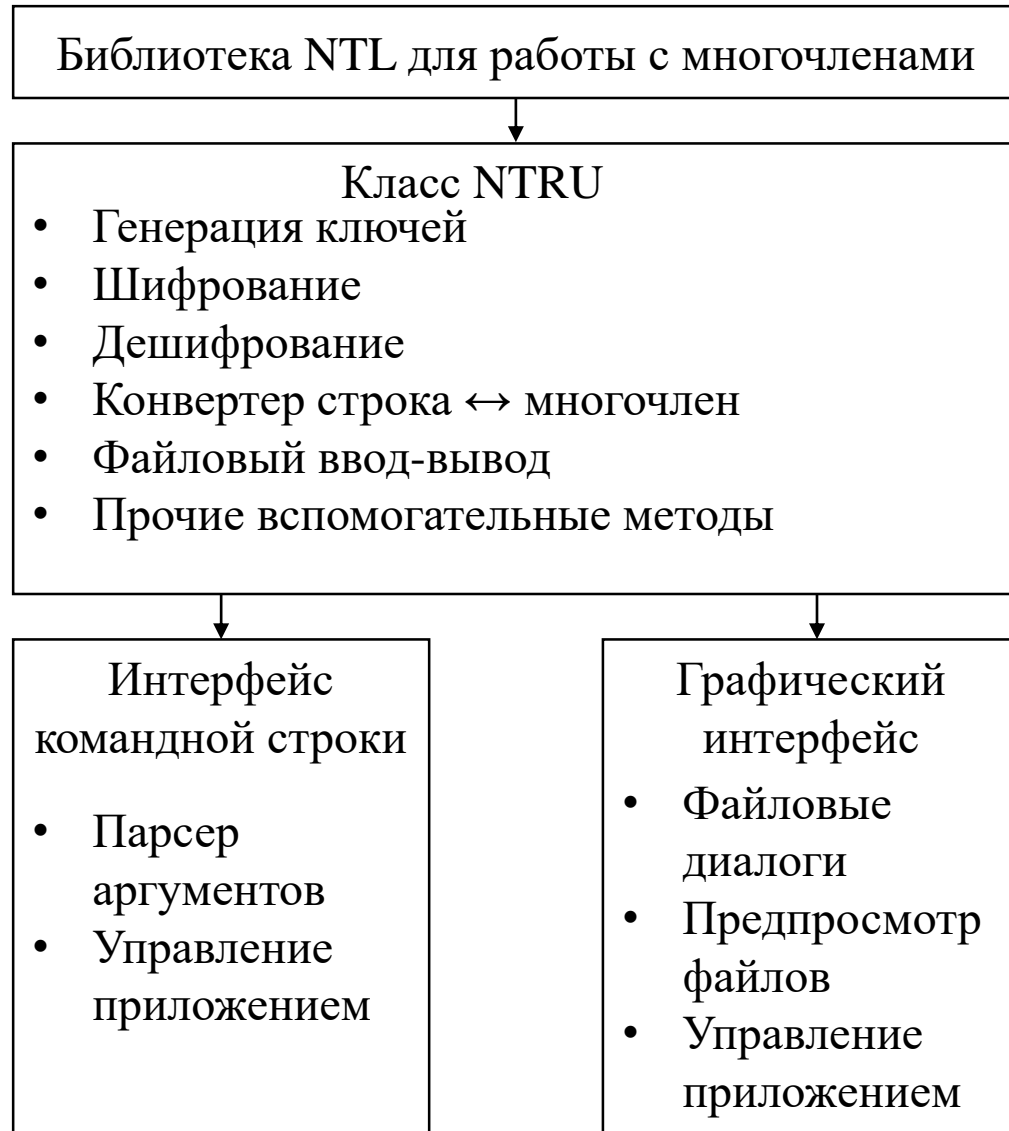 Библиотека NTL для работы с многочленами
Класс NTRU
• Генерация ключей
• Шифрование
• Дешифрование
• Конвертер строка ↔ многочлен
• Файловый ввод-вывод
• Прочие вспомогательные методы
Интерфейс
командной строки
• Парсер
аргументов
• Управление
приложением
Графический
интерфейс
• Файловые
диалоги
• Предпросмотр
файлов
• Управление
приложением